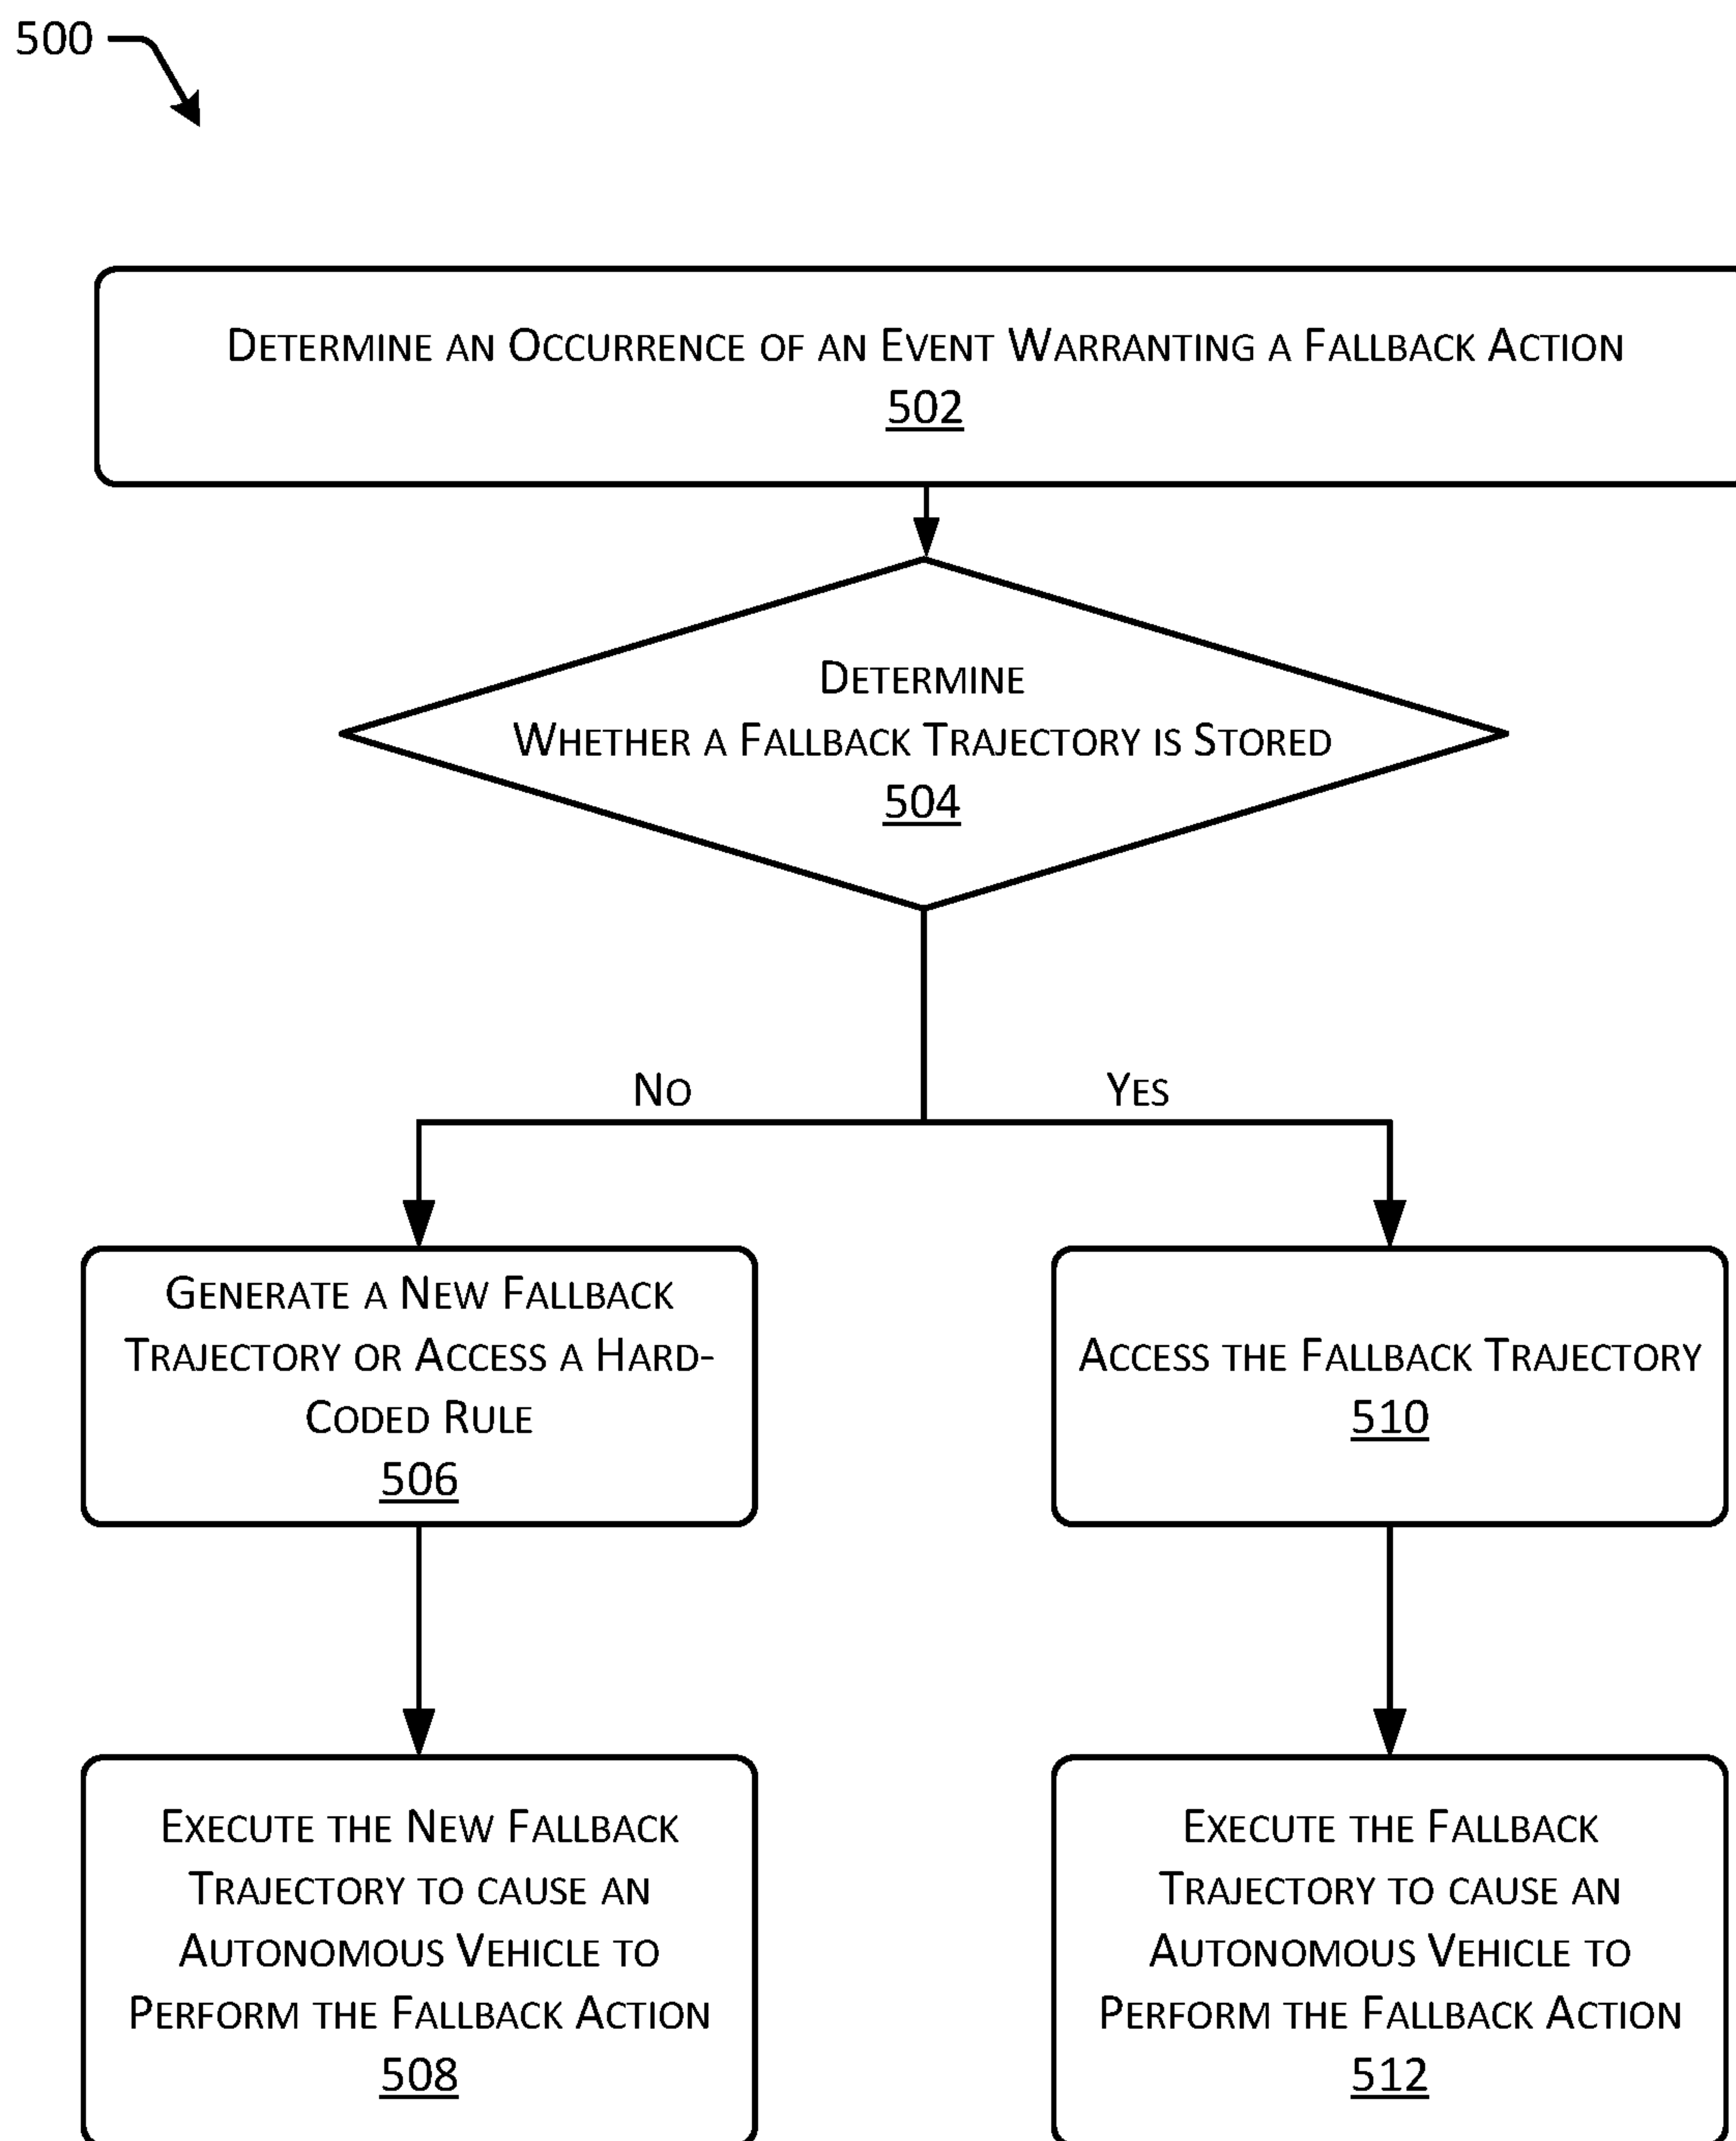 500
Determine an Occurrence of an Event Warranting a Fallback Action
502
Determine
Whether a Fallback Trajectory is Stored
504
No
Yes
Generate a New Fallback
Trajectory or Access a Hard-
Coded Rule
506
Access the Fallback Trajectory
510
Execute the New Fallback
Trajectory to cause an
Autonomous Vehicle to
Perform the Fallback Action
508
Execute the Fallback
Trajectory to cause an
Autonomous Vehicle to
Perform the Fallback Action
512